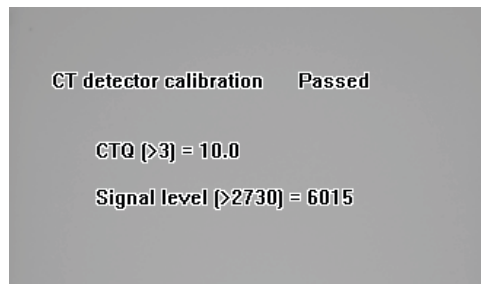 CT detector calibration Passed
CTQ (>3) = 10.0
Signal level (>2730) = 6015